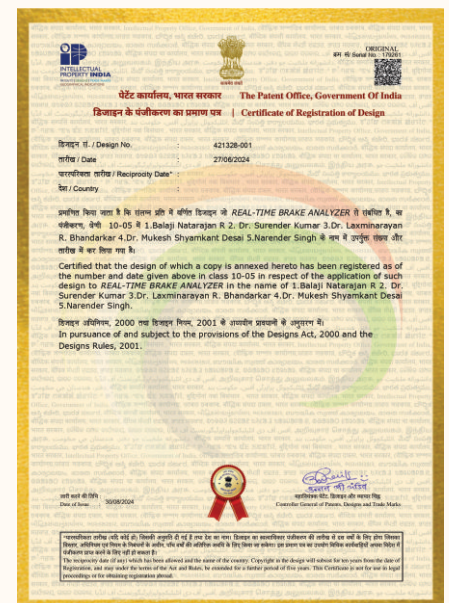 INTELLECTUAL
PROPERTY INDIA
ORIGINAL
क्रम सं/ Serial No. : 179261
पेटेंट कार्यालय, भारत सरकार The Patent Office, Government Of India
डिजाइन के पंजीकरण का प्रमाण पत्र | Certificate of Registration of Design
डिजाइन सं. / Design No. : 421328-001
तारीख / Date : 27/06/2024
पारस्परिकता तारीख / Reciprocity Date* :
देश / Country :
प्रमाणित किया जाता है कि संलग्न प्रति में वर्णित डिजाइन जो REAL-TIME BRAKE ANALYZER से संबंधित है, का
पंजीकरण, श्रेणी 10-05 में 1.Balaji Natarajan R 2. Dr. Surender Kumar 3.Dr. Laxminarayan
R. Bhandarkar 4.Dr. Mukesh Shyamkant Desai 5.Narender Singh के नाम में उपर्युक्त संख्या और
तारीख में कर लिया गया है।
Certified that the design of which a copy is annexed hereto has been registered as of
the number and date given above in class 10-05 in respect of the application of such
design to REAL-TIME BRAKE ANALYZER in the name of 1.Balaji Natarajan R 2. Dr.
Surender Kumar 3.Dr. Laxminarayan R. Bhandarkar 4.Dr. Mukesh Shyamkant Desai
5.Narender Singh.
डिजाइन अधिनियम, 2000 तथा डिजाइन नियम, 2001 के अध्यधीन प्रावधानों के अनुसरण में।
In pursuance of and subject to the provisions of the Designs Act, 2000 and the
Designs Rules, 2001.
जारी करने की तिथि : 30/08/2024
Date of Issue
महानियंत्रक पेटेंट, डिजाइन और व्यापार चिह्न
Controller General of Patents, Designs and Trade Marks
The reciprocity date (if any) which has been allowed and the name of the country. Copyright in the design will subsist for ten years from the date of
Registration, and may under the terms of the Act and Rules, be extended for a further period of five years. This Certificate is not for use in legal
proceedings or for obtaining registration abroad.